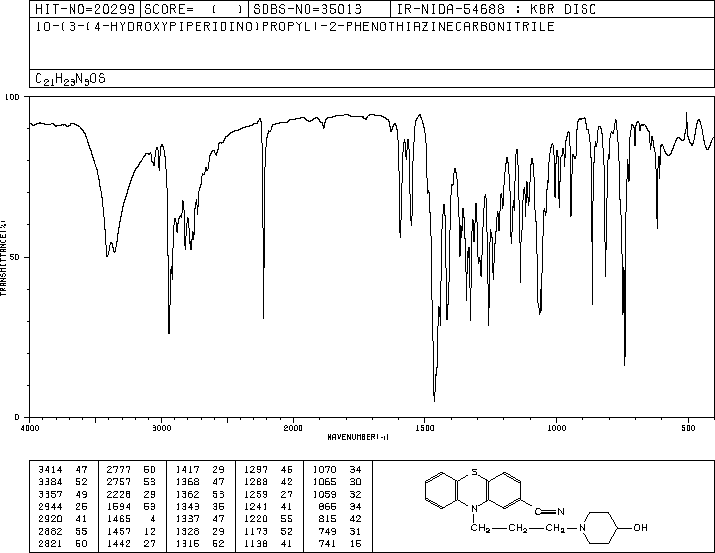 HIT-NO=20299 SCORE= ( ) SDBS-NO=35013 IR-NIDA-54688 : KBR DISC
10-(3-(4-HYDROXYPIPERIDINO)PROPYL)-2-PHENOTHIAZINECARBONITRILE
C21H23N3OS
100
50
0
TRANSMITTANCE(%)
4000 3000 2000 1500 1000 500
WAVENUMBER(-1)
3414 47 2777 50 1417 29 1297 46 1070 34
3384 52 2757 53 1368 47 1288 42 1065 30
3357 49 2228 29 1362 53 1259 27 1059 32
2944 25 1594 53 1343 35 1241 41 866 34
2920 41 1465 4 1337 47 1220 55 815 42
2882 55 1457 12 1328 29 1173 52 749 31
2821 50 1442 27 1316 52 1138 41 741 15
S
N
C N
CH2 CH2 CH2 N OH